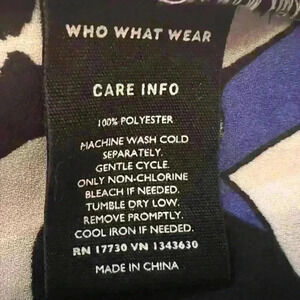 WHO WHAT WEAR
CARE INFO
100% POLYESTER
MACHINE WASH COLD
SEPARATELY.
GENTLE CYCLE.
ONLY NON-CHLORINE
BLEACH IF NEEDED.
TUMBLE DRY LOW.
REMOVE PROMPTLY.
COOL IRON IF NEEDED.
RN 17730 VN 1343630
MADE IN CHINA